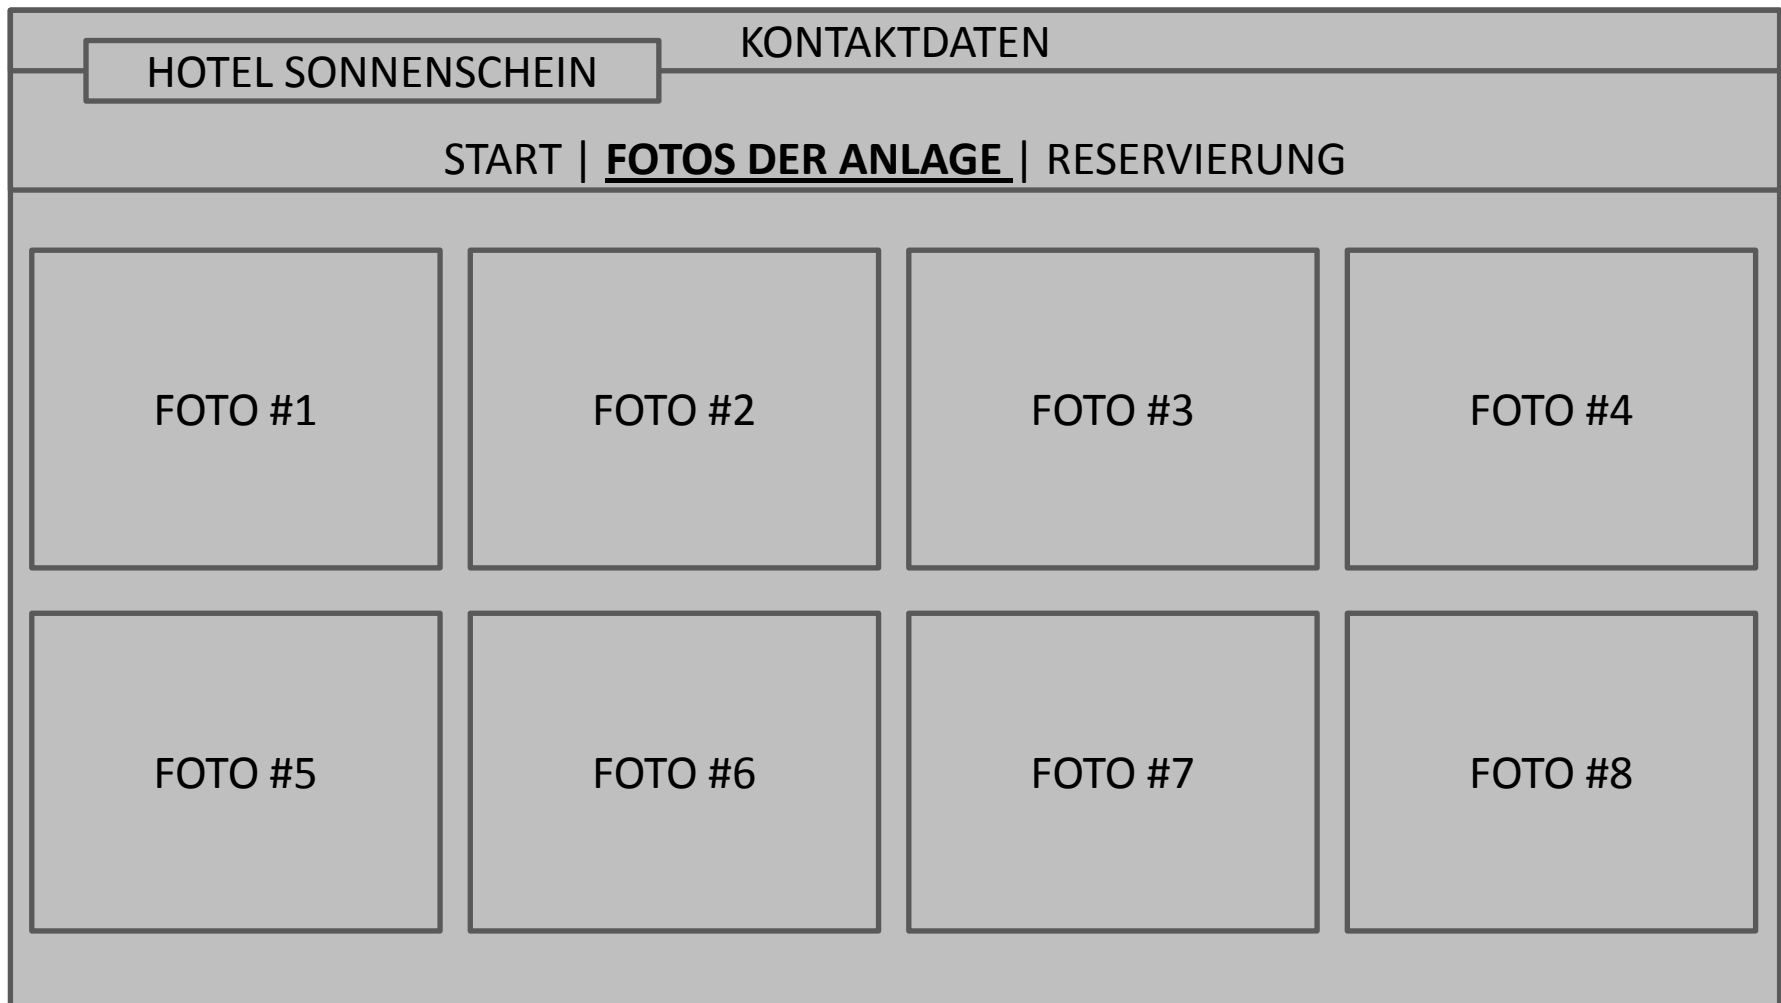 KONTAKTDATEN
HOTEL SONNENSCHEIN
START | FOTOS DER ANLAGE | RESERVIERUNG
FOTO #1
FOTO #2
FOTO #3
FOTO #4
FOTO #5
FOTO #6
FOTO #7
FOTO #8